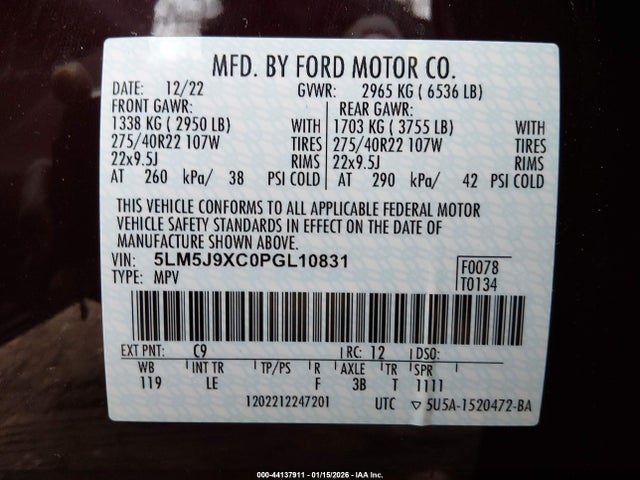 MFD. BY FORD MOTOR CO.
DATE: 12/22 GVWR: 2965 KG ( 6536 LB)
FRONT GAWR: REAR GAWR:
1338 KG ( 2950 LB) WITH 1703 KG ( 3755 LB) WITH
275/40R22 107W TIRES 275/40R22 107W TIRES
22x9.5J RIMS 22x9.5J RIMS
AT 260 kPa/ 38 PSI COLD AT 290 kPa/ 42 PSI COLD
THIS VEHICLE CONFORMS TO ALL APPLICABLE FEDERAL MOTOR
VEHICLE SAFETY STANDARDS IN EFFECT ON THE DATE OF
MANUFACTURE SHOWN ABOVE.
VIN: 5LM5J9XC0PGL10831 F0078
TYPE: MPV T0134
EXT PNT: C9 RC: 12 DSO:
WB INT TR TP/PS R AXLE TR SPR
119 LE F 3B T 1111
1202212247201 UTC ▽ 5U5A-1520472-BA
000-44137911 - 01/15/2026 - IAA Inc.